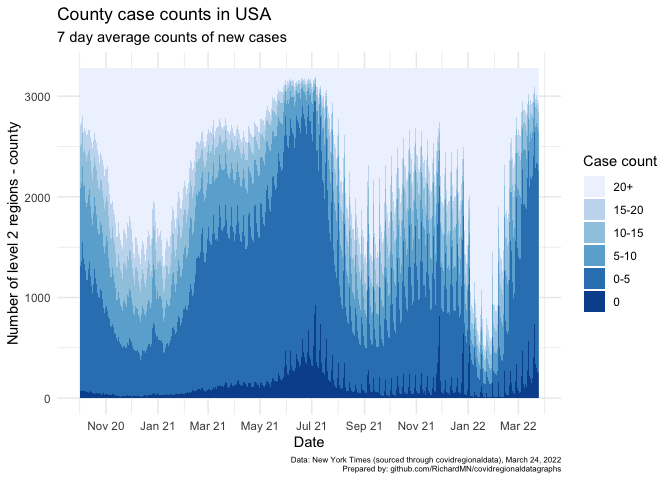 County case counts in USA
7 day average counts of new cases
Number of level 2 regions - county
3000
2000
1000
0
Nov 20 Jan 21 Mar 21 May 21 Jul 21 Sep 21 Nov 21 Jan 22 Mar 22
Date
Case count
20+
15-20
10-15
5-10
0-5
0
Data: New York Times (sourced through covidregionaldata), March 24, 2022
Prepared by: github.com/RichardMN/covidregionaldatagraphs